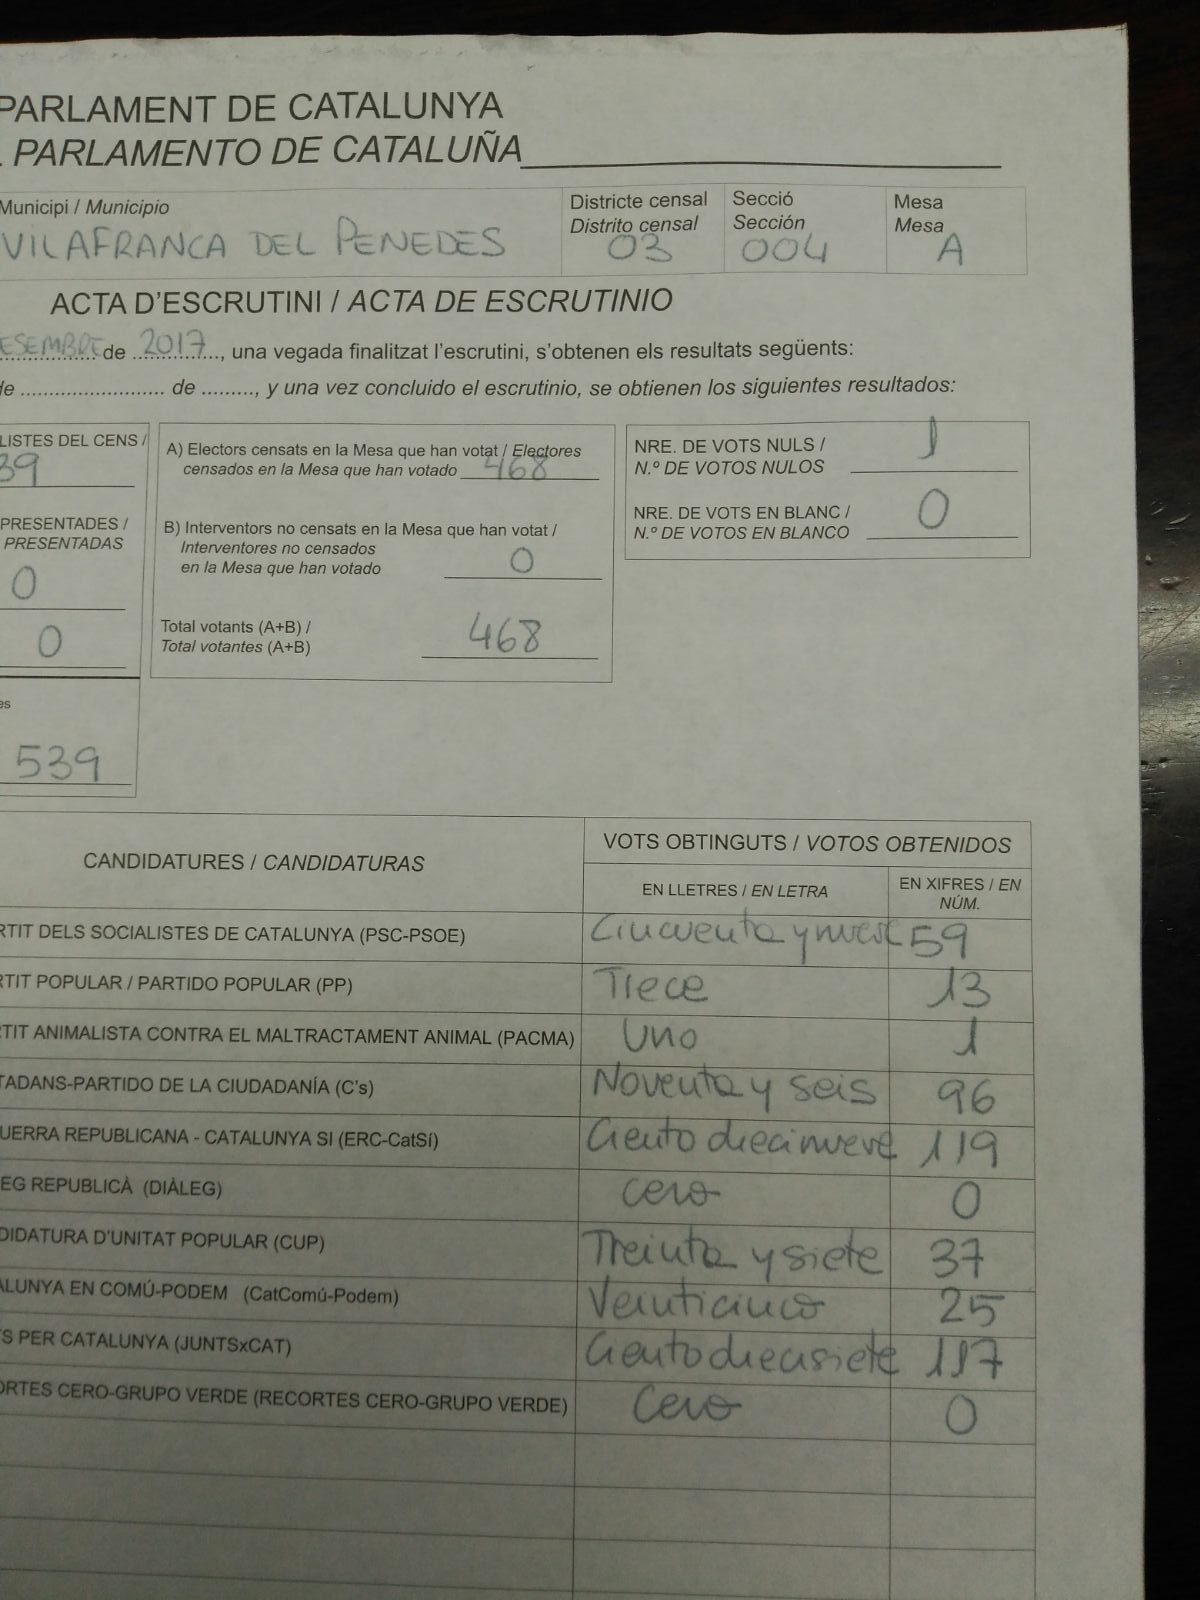 PARLAMENT DE CATALUNYA
PARLAMENTO DE CATALUÑA
Municipi / Municipio
VILAFRANCA DEL PENEDES
Districte censal
Distrito censal
03
Secció
Sección
004
Mesa
Mesa
A
ACTA D'ESCRUTINI / ACTA DE ESCRUTINIO
ESEMBRE de 2017, una vegada finalitzat l'escrutini, s'obtenen els resultats següents:
de ......................... de ........., y una vez concluido el escrutinio, se obtienen los siguientes resultados:
LISTES DEL CENS /
39
PRESENTADES /
PRESENTADAS
0
0
es
539
A) Electors censats en la Mesa que han votat / Electores
censados en la Mesa que han votado 468
B) Interventors no censats en la Mesa que han votat /
Interventores no censados
en la Mesa que han votado 0
Total votants (A+B) /
Total votantes (A+B) 468
NRE. DE VOTS NULS /
N.º DE VOTOS NULOS 1
NRE. DE VOTS EN BLANC /
N.º DE VOTOS EN BLANCO 0
CANDIDATURES / CANDIDATURAS
VOTS OBTINGUTS / VOTOS OBTENIDOS
EN LLETRES / EN LETRA
EN XIFRES / EN
NÚM.
RTIT DELS SOCIALISTES DE CATALUNYA (PSC-PSOE) Cincuenta y nueve 59
RTIT POPULAR / PARTIDO POPULAR (PP) Trece 13
RTIT ANIMALISTA CONTRA EL MALTRACTAMENT ANIMAL (PACMA) Uno 1
TADANS-PARTIDO DE LA CIUDADANÍA (C's) Noventa y seis 96
UERRA REPUBLICANA - CATALUNYA SI (ERC-CatSí) Ciento diecinueve 119
EG REPUBLICÀ (DIÀLEG) cero 0
DIDATURA D'UNITAT POPULAR (CUP) Treinta y siete 37
ALUNYA EN COMÚ-PODEM (CatComú-Podem) Veinticinco 25
S PER CATALUNYA (JUNTSxCAT) Ciento diecisiete 117
ORTES CERO-GRUPO VERDE (RECORTES CERO-GRUPO VERDE) Cero 0